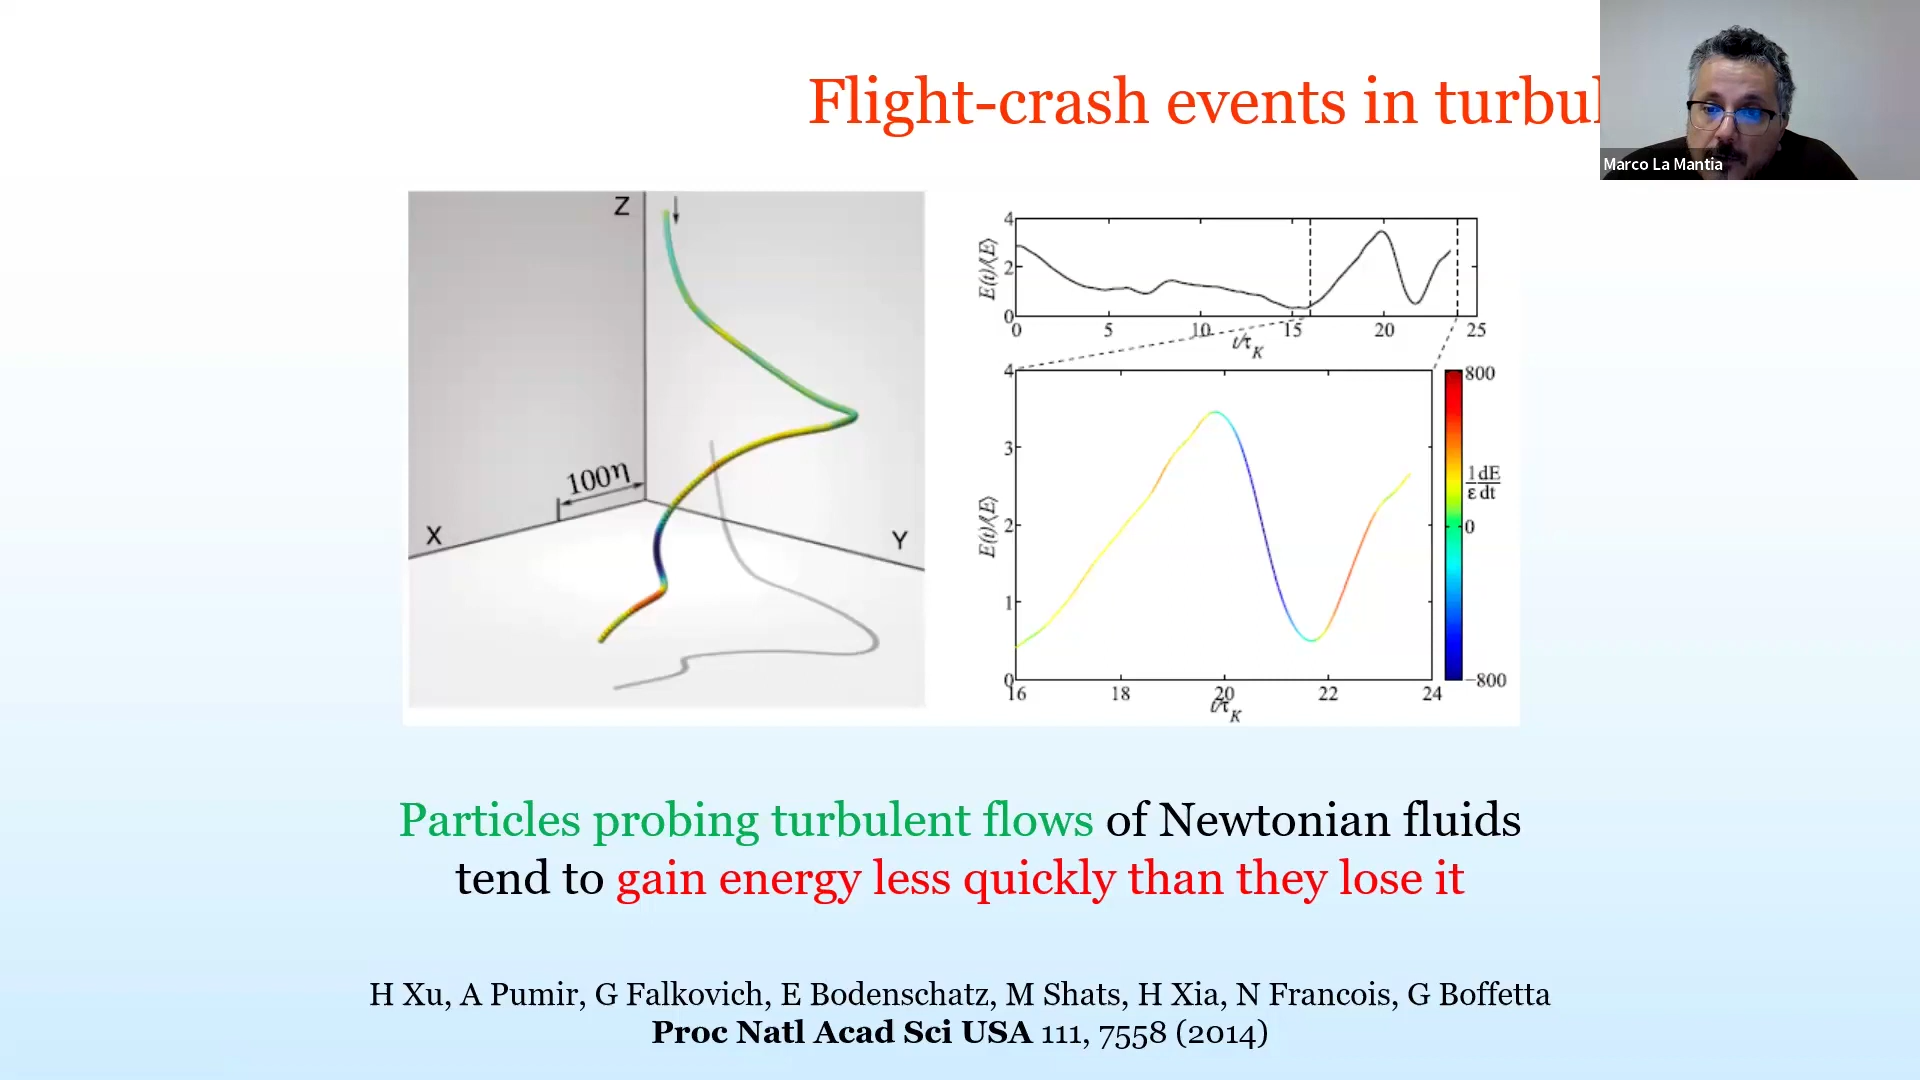 Flight-crash events in turbul
Marco La Mantia
Z
100η
X
Y
E(t)/⟨E⟩
4
2
0
0
5
10
15
20
25
t/τ_K
E(t)/⟨E⟩
4
3
2
1
0
16
18
20
22
24
t/τ_K
800
1 dE
ε dt
0
−800
Particles probing turbulent flows of Newtonian fluids
tend to gain energy less quickly than they lose it
H Xu, A Pumir, G Falkovich, E Bodenschatz, M Shats, H Xia, N Francois, G Boffetta
Proc Natl Acad Sci USA 111, 7558 (2014)